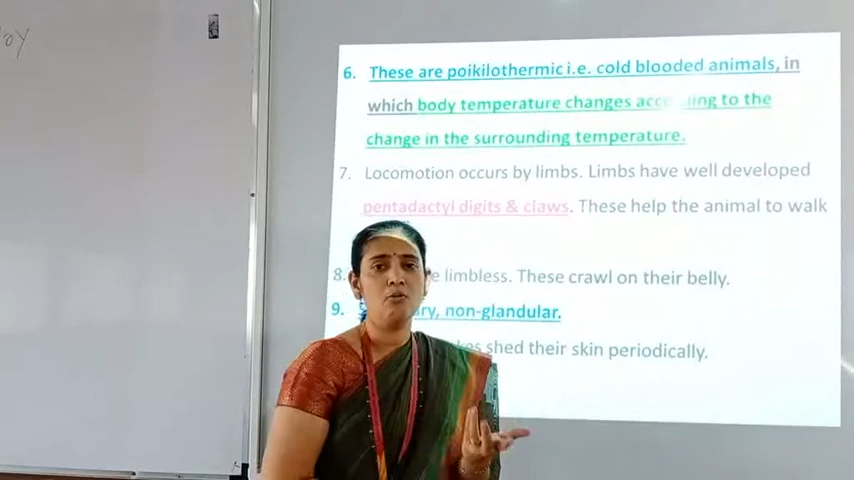 oy
6. These are poikilothermic i.e. cold blooded animals, in
which body temperature changes acc ing to the
change in the surrounding temperature.
7. Locomotion occurs by limbs. Limbs have well developed
pentadactyl digits & claws. These help the animal to walk
8. limbless. These crawl on their belly.
9. ry, non-glandular.
shed their skin periodically.